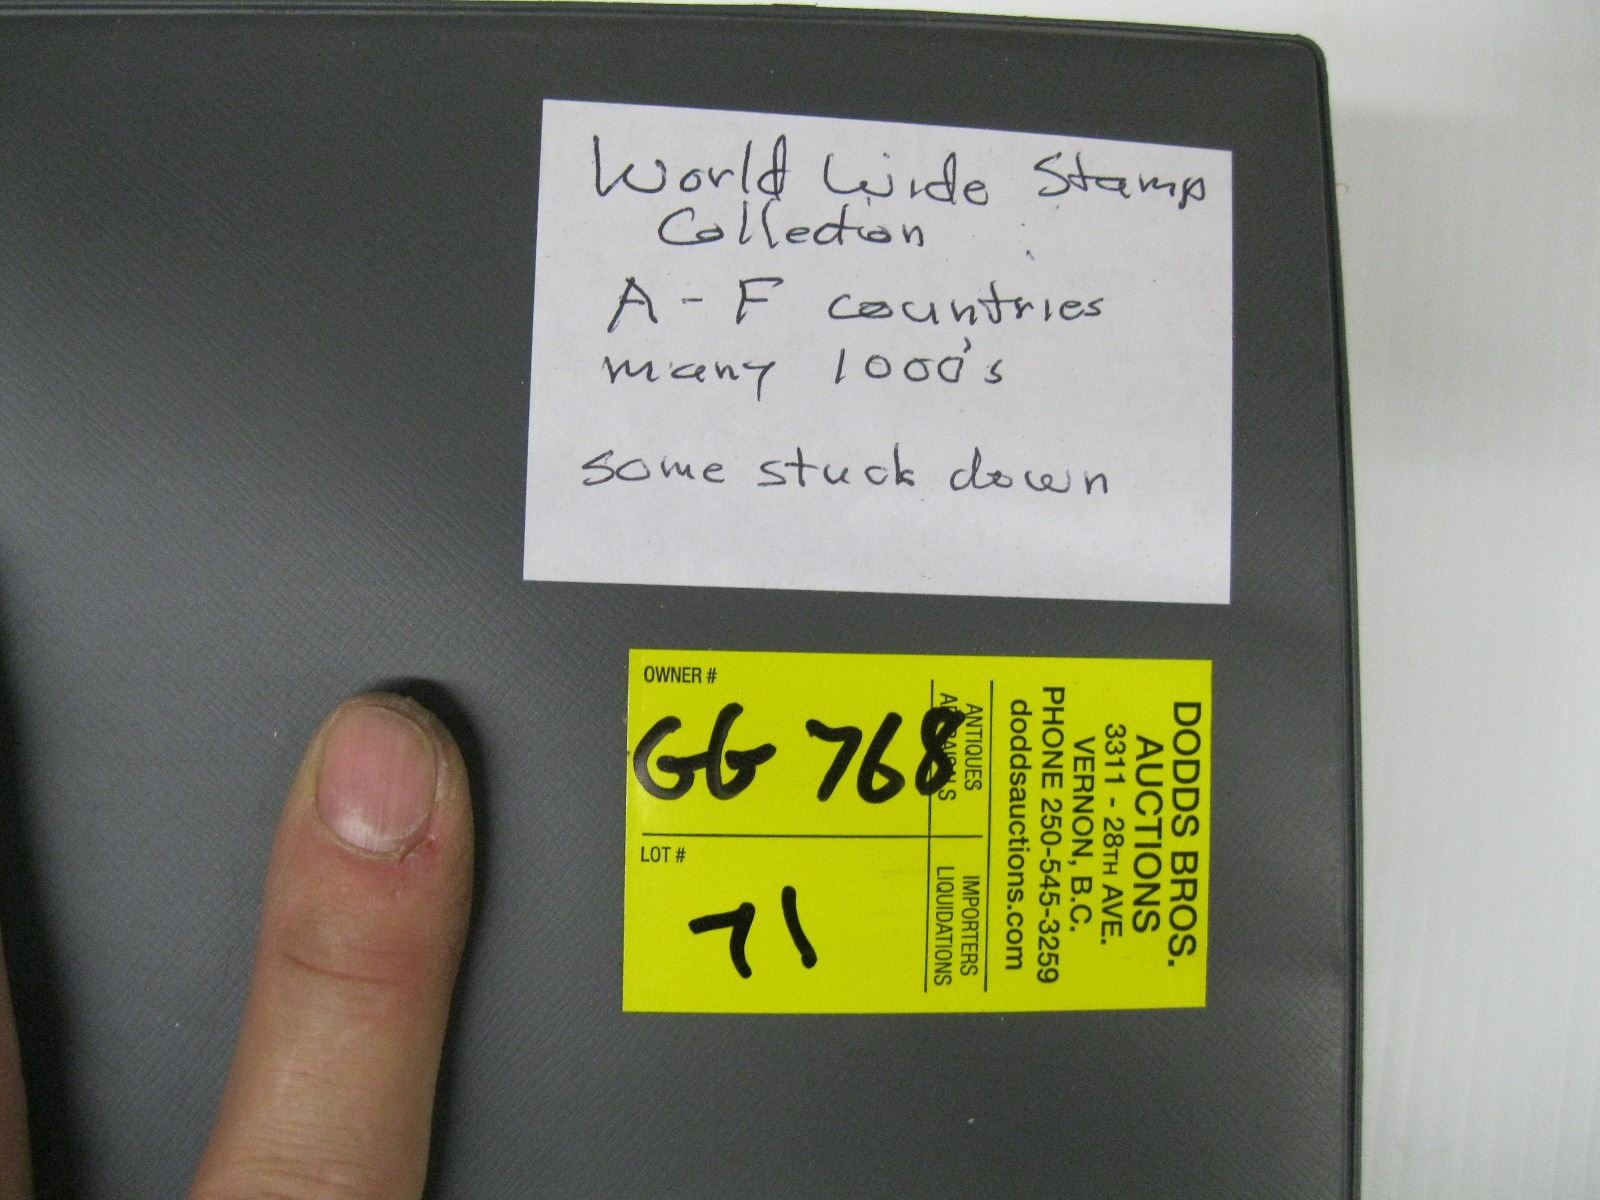 World Wide Stamp
Collection
A - F countries
many 1000's
some stuck down
OWNER #
GG 768
LOT #
71
DODDS BROS.
AUCTIONS
3311 - 28TH AVE.
VERNON, B.C.
PHONE 250-545-3259
doddsauctions.com
ANTIQUES
APPRAISALS
IMPORTERS
LIQUIDATIONS